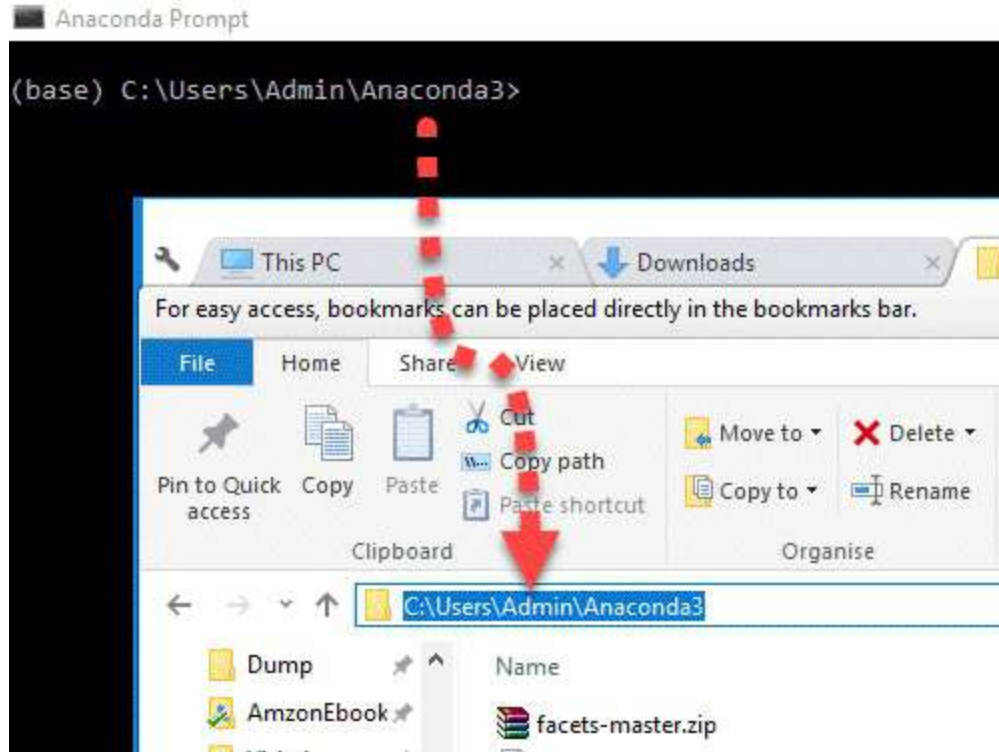 Anaconda Prompt
(base) C:\Users\Admin\Anaconda3>
This PC
Downloads
For easy access, bookmarks can be placed directly in the bookmarks bar.
File Home Share View
Cut
Copy path
Paste shortcut
Pin to Quick access
Copy
Paste
Move to
Copy to
Delete
Rename
Clipboard
Organise
C:\Users\Admin\Anaconda3
Dump
AmzonEbook
Name
facets-master.zip